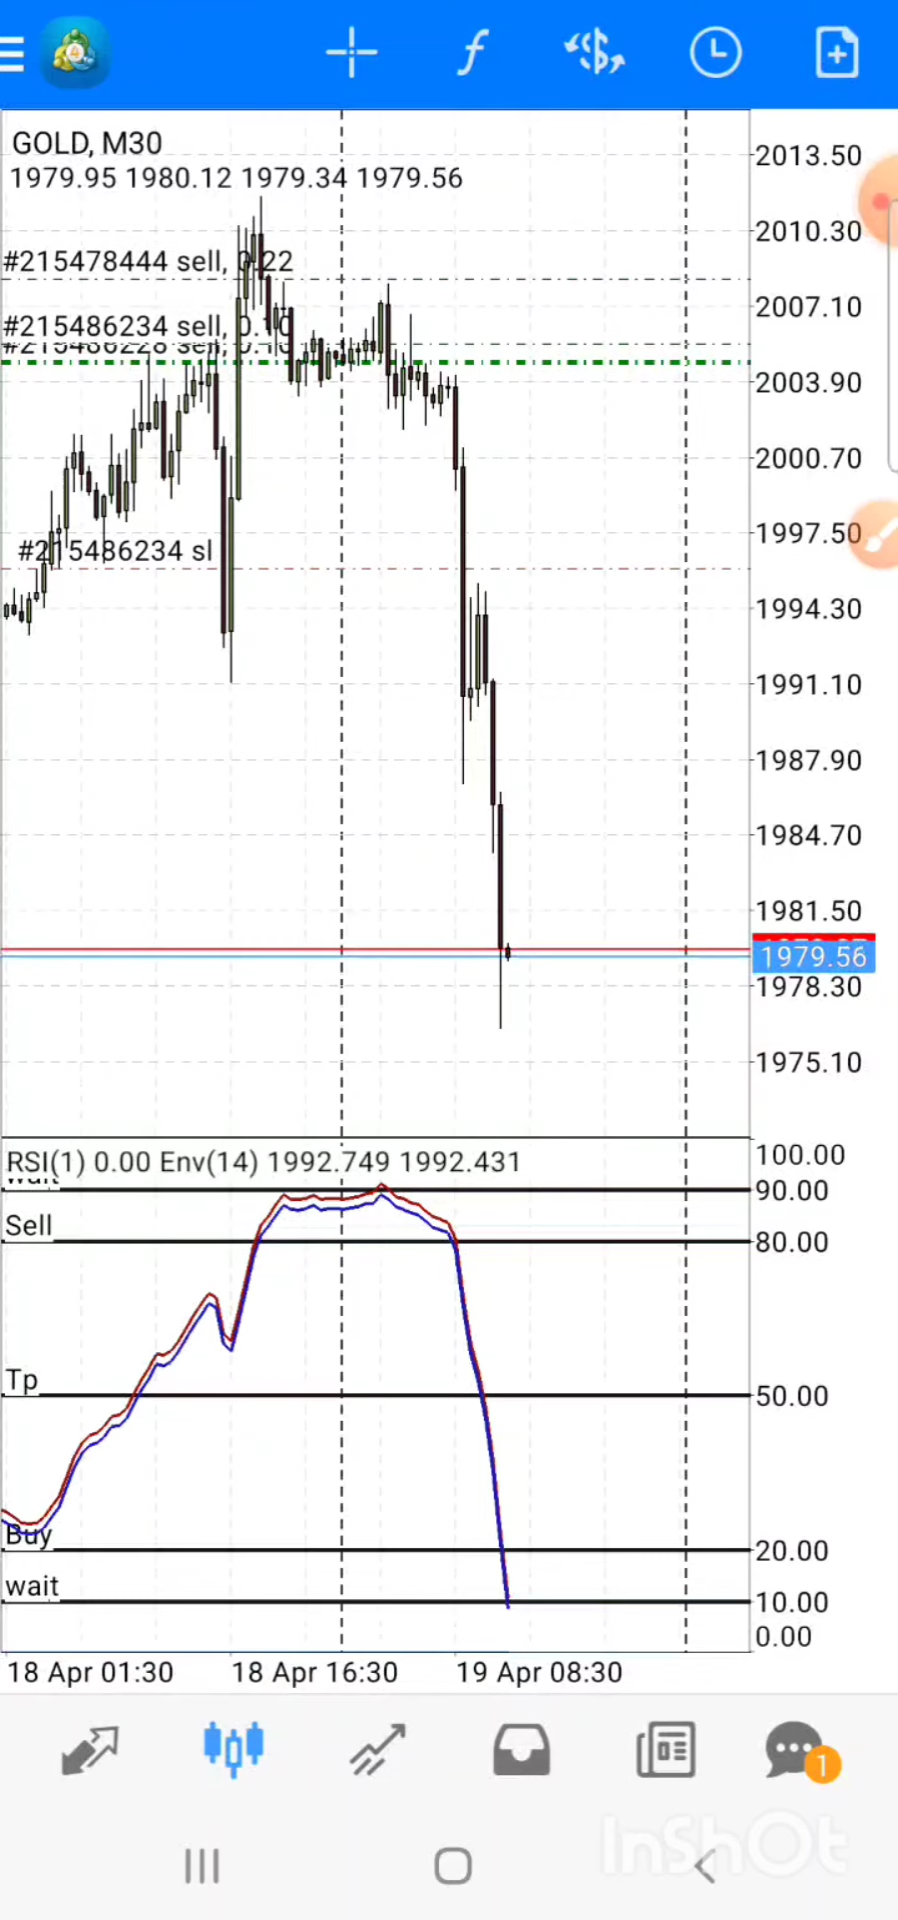 GOLD, M30
1979.95 1980.12 1979.34 1979.56
2013.50
2010.30
#215478444 sell, 0.22
2007.10
#215486234 sell, 0.10
#215486228 sell,
2003.90
2000.70
1997.50
#215486234 sl
1994.30
1991.10
1987.90
1984.70
1981.50
1979.56
1978.30
1975.10
RSI(1) 0.00 Env(14) 1992.749 1992.431
100.00
wait
90.00
Sell
80.00
Tp
50.00
Buy
20.00
wait
10.00
0.00
18 Apr 01:30 18 Apr 16:30 19 Apr 08:30
1
InShOt